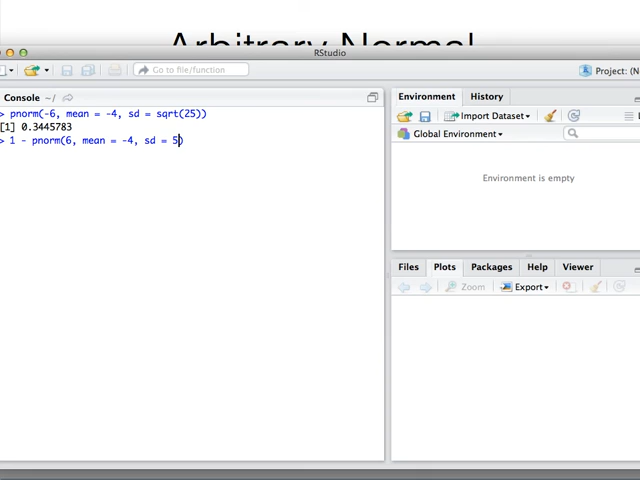 Arbitrary Normal
RStudio
Go to file/function
Project: (N
Console ~/
> pnorm(-6, mean = -4, sd = sqrt(25))
[1] 0.3445783
> 1 - pnorm(6, mean = -4, sd = 5)
Environment
History
Import Dataset
Global Environment
Environment is empty
Files
Plots
Packages
Help
Viewer
Zoom
Export